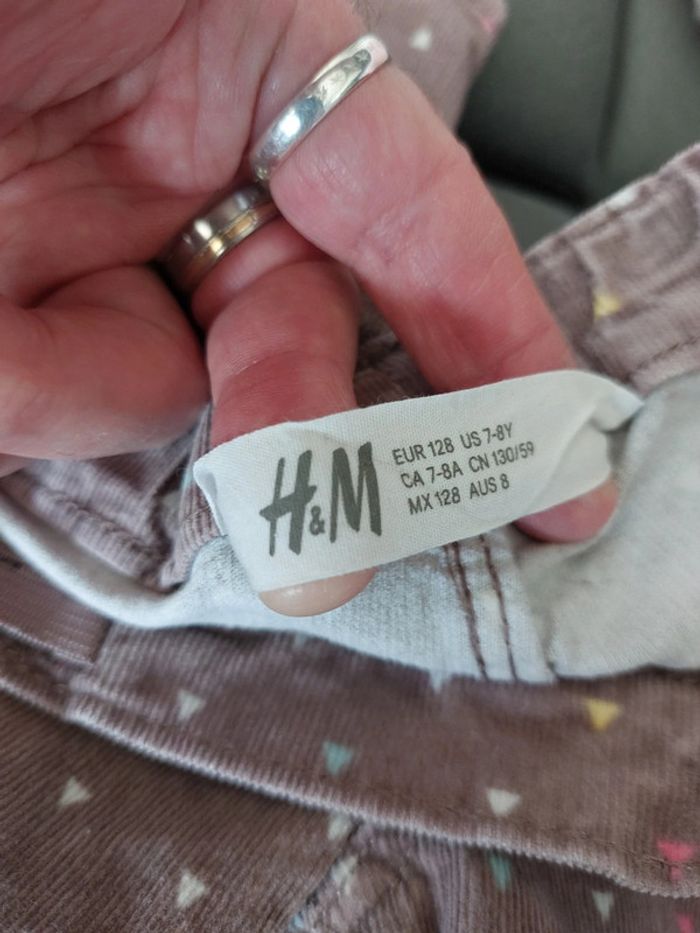 H&M
EUR 128 US 7-8Y
CA 7-8A CN 130/59
MX 128 AUS 8